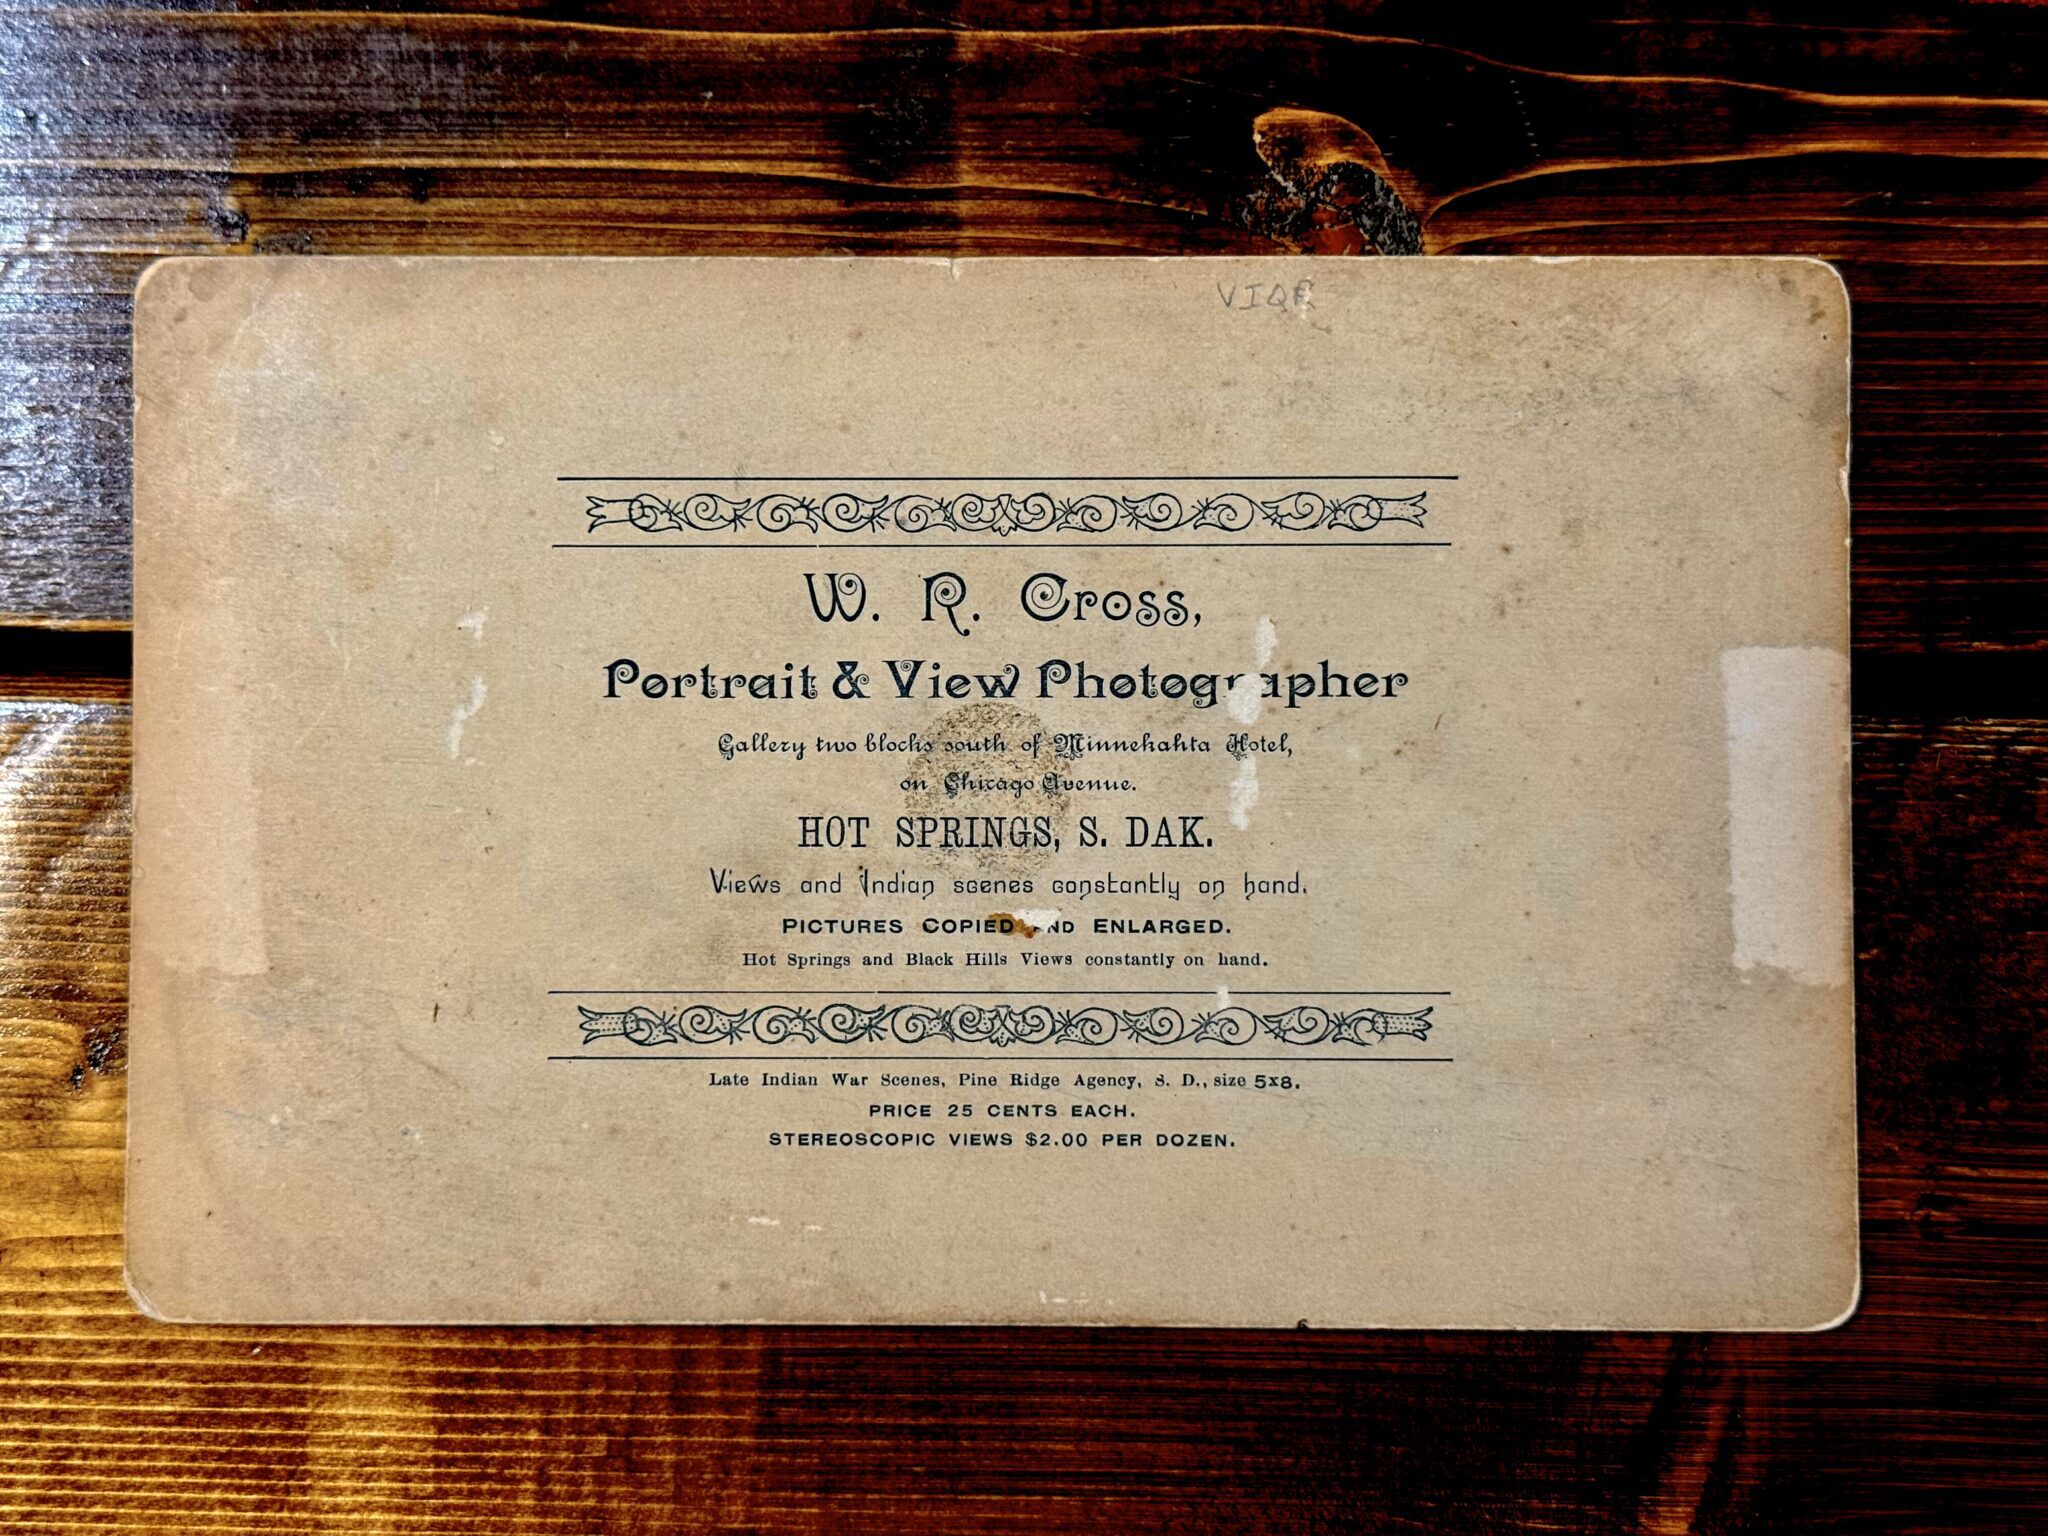 W. R. Cross,
Portrait & View Photographer
Gallery two blocks south of Minnekahta Hotel,
on Chicago Avenue.
HOT SPRINGS, S. DAK.
Views and Indian scenes constantly on hand.
PICTURES COPIED AND ENLARGED.
Hot Springs and Black Hills Views constantly on hand.
Late Indian War Scenes, Pine Ridge Agency, S. D., size 5x8.
PRICE 25 CENTS EACH.
STEREOSCOPIC VIEWS $2.00 PER DOZEN.